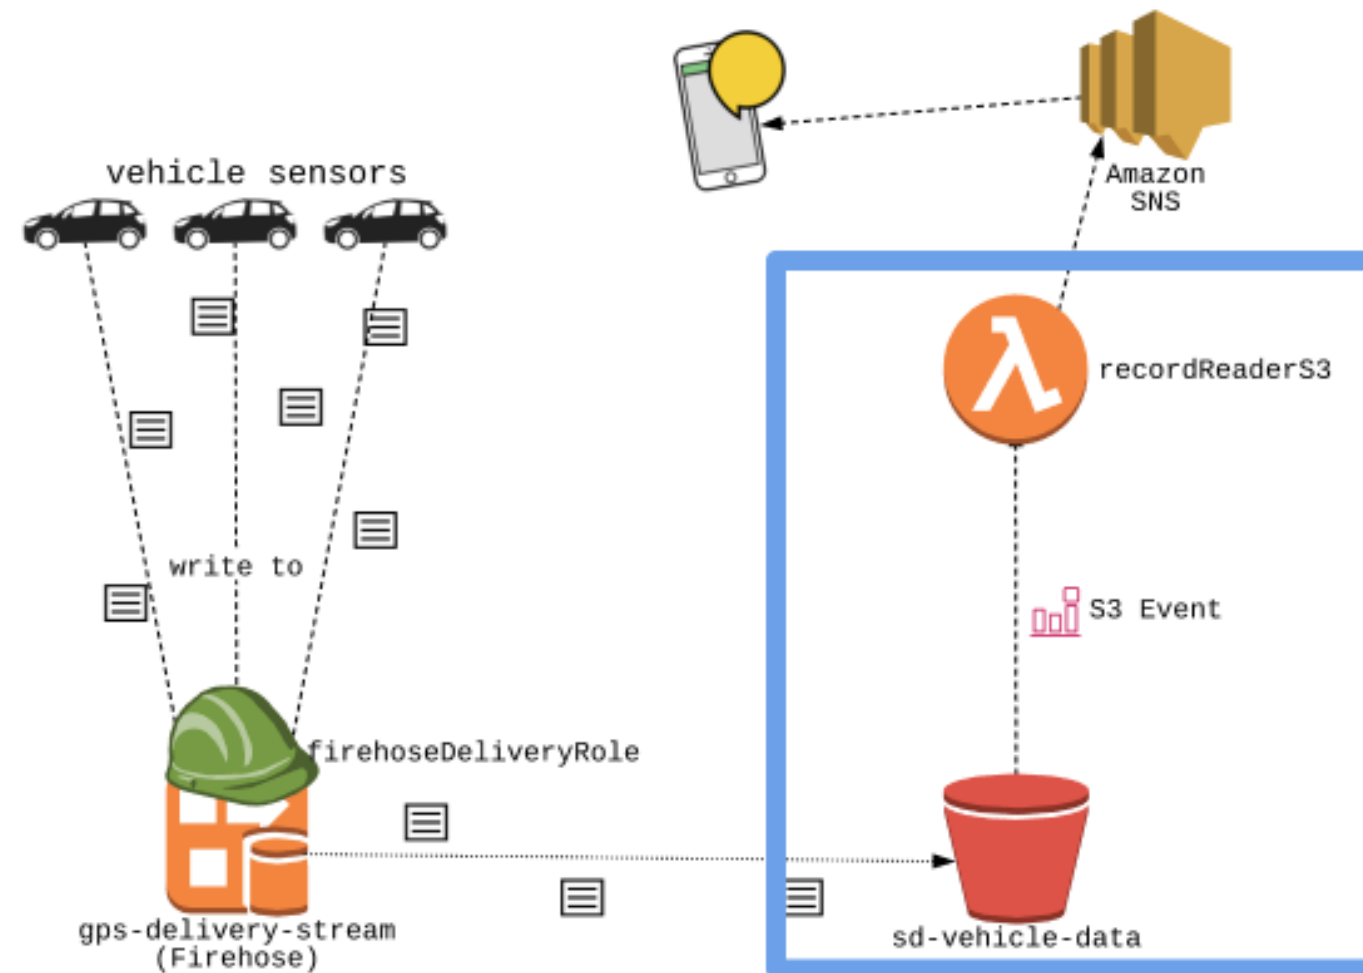 vehicle sensors
Amazon
SNS
recordReaderS3
write to
S3 Event
firehoseDeliveryRole
gps-delivery-stream
(Firehose)
sd-vehicle-data